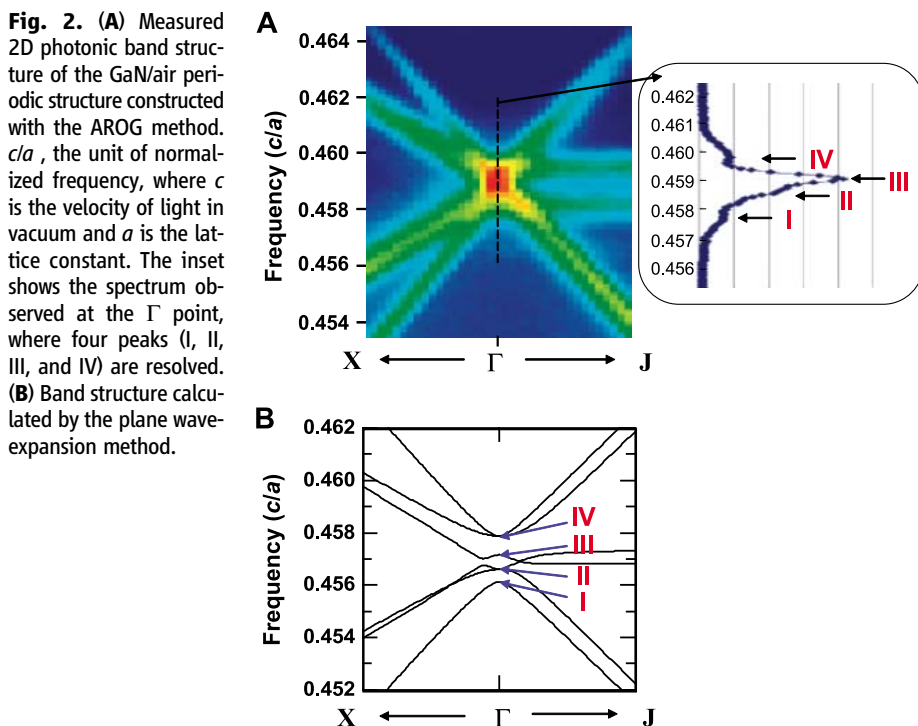 Fig. 2. (A) Measured
2D photonic band struc-
ture of the GaN/air peri-
odic structure constructed
with the AROG method.
c/a , the unit of normal-
ized frequency, where c
is the velocity of light in
vacuum and a is the lat-
tice constant. The inset
shows the spectrum ob-
served at the Γ point,
where four peaks (I, II,
III, and IV) are resolved.
(B) Band structure calcu-
lated by the plane wave-
expansion method.
A
Frequency (c/a)
0.464
0.462
0.460
0.458
0.456
0.454
X
Γ
J
0.462
0.461
0.460
0.459
0.458
0.457
0.456
IV
III
II
I
B
Frequency (c/a)
0.462
0.460
0.458
0.456
0.454
0.452
IV
III
II
I
X
Γ
J